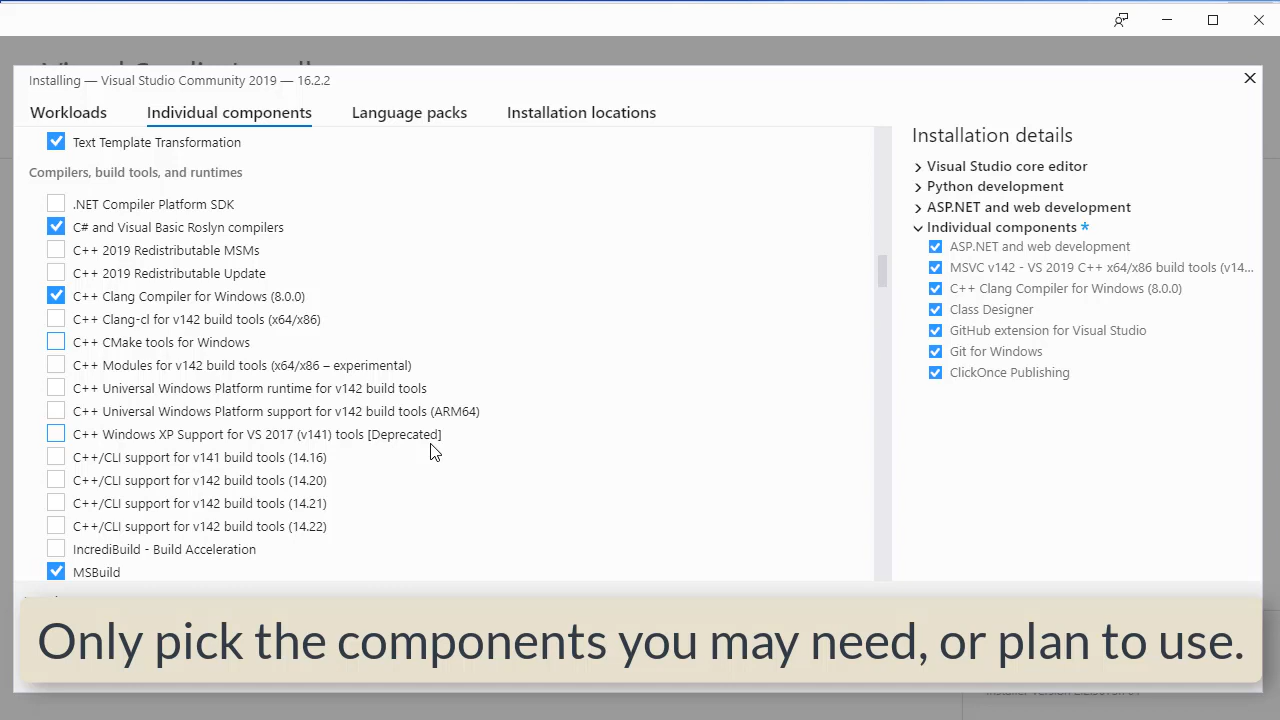 Installing — Visual Studio Community 2019 — 16.2.2
Workloads
Individual components
Language packs
Installation locations
Text Template Transformation
Compilers, build tools, and runtimes
.NET Compiler Platform SDK
C# and Visual Basic Roslyn compilers
C++ 2019 Redistributable MSMs
C++ 2019 Redistributable Update
C++ Clang Compiler for Windows (8.0.0)
C++ Clang-cl for v142 build tools (x64/x86)
C++ CMake tools for Windows
C++ Modules for v142 build tools (x64/x86 – experimental)
C++ Universal Windows Platform runtime for v142 build tools
C++ Universal Windows Platform support for v142 build tools (ARM64)
C++ Windows XP Support for VS 2017 (v141) tools [Deprecated]
C++/CLI support for v141 build tools (14.16)
C++/CLI support for v142 build tools (14.20)
C++/CLI support for v142 build tools (14.21)
C++/CLI support for v142 build tools (14.22)
IncrediBuild - Build Acceleration
MSBuild
Installation details
Visual Studio core editor
Python development
ASP.NET and web development
Individual components *
ASP.NET and web development
MSVC v142 - VS 2019 C++ x64/x86 build tools (v14...
C++ Clang Compiler for Windows (8.0.0)
Class Designer
GitHub extension for Visual Studio
Git for Windows
ClickOnce Publishing
Only pick the components you may need, or plan to use.